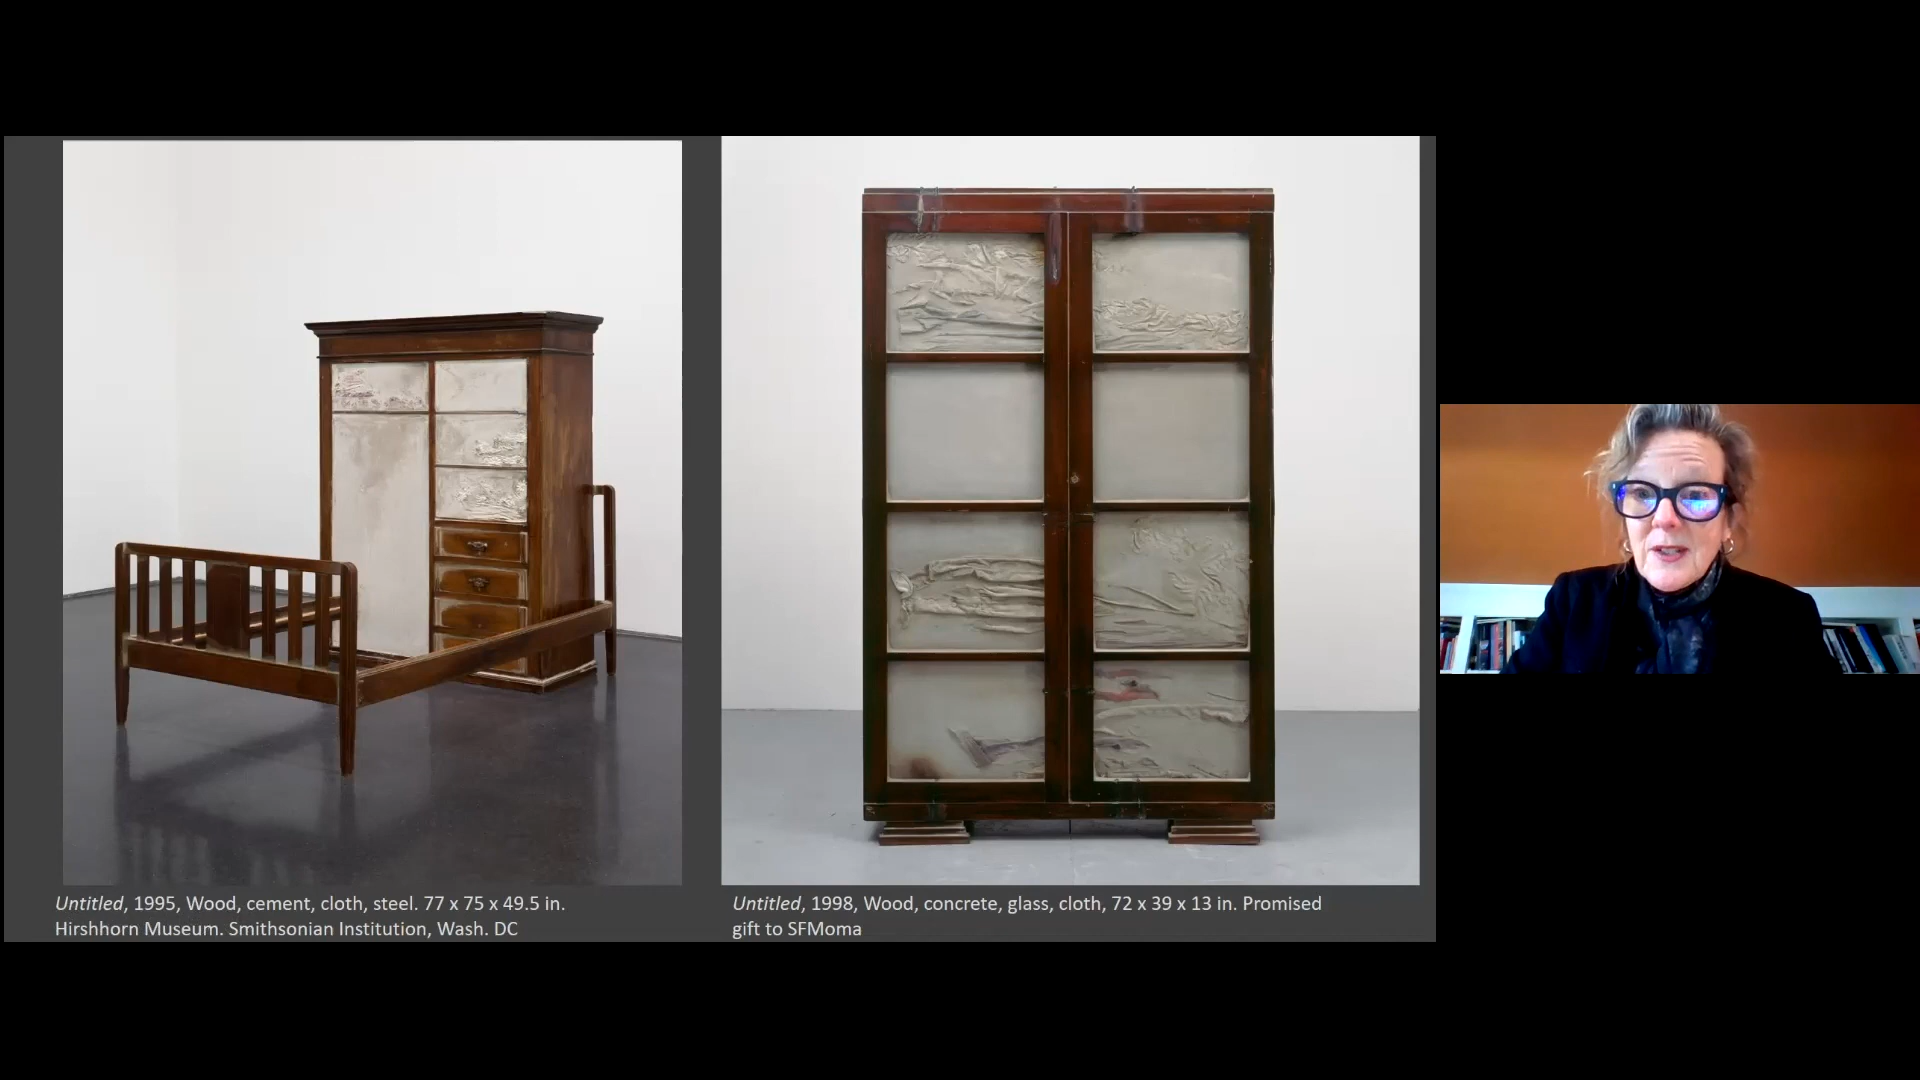 Untitled, 1995, Wood, cement, cloth, steel. 77 x 75 x 49.5 in.
Hirshhorn Museum. Smithsonian Institution, Wash. DC
Untitled, 1998, Wood, concrete, glass, cloth, 72 x 39 x 13 in. Promised
gift to SFMoma